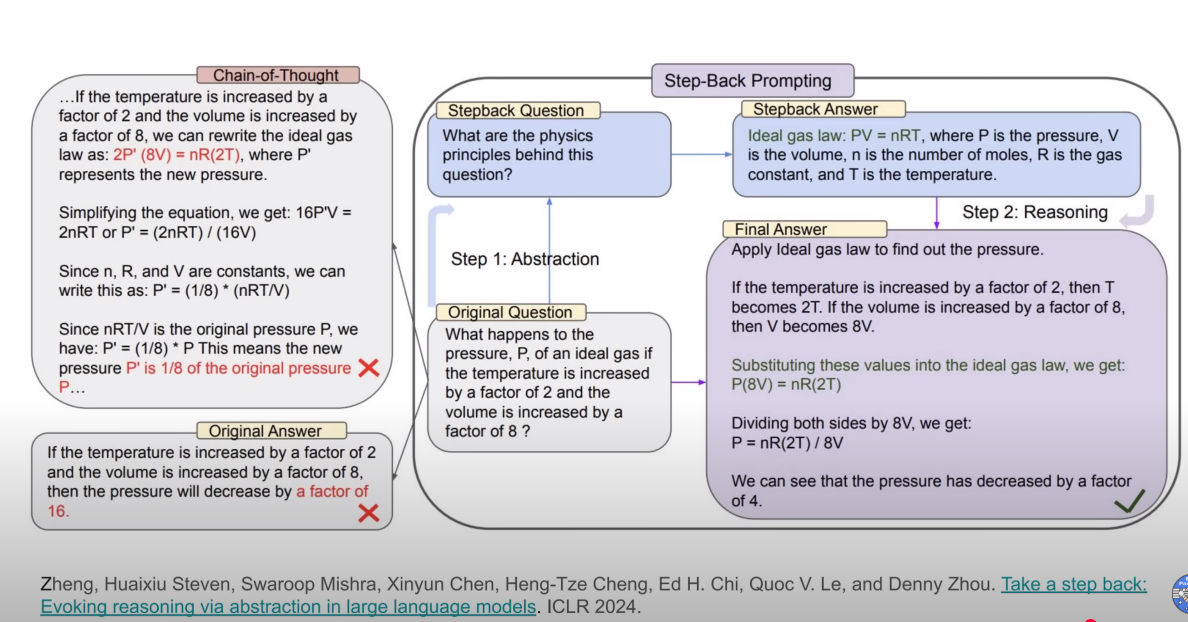 Chain-of-Thought
...If the temperature is increased by a
factor of 2 and the volume is increased by
a factor of 8, we can rewrite the ideal gas
law as: 2P' (8V) = nR(2T), where P'
represents the new pressure.
Simplifying the equation, we get: 16P'V =
2nRT or P' = (2nRT) / (16V)
Since n, R, and V are constants, we can
write this as: P' = (1/8) * (nRT/V)
Since nRT/V is the original pressure P, we
have: P' = (1/8) * P This means the new
pressure P' is 1/8 of the original pressure
P...
Original Answer
If the temperature is increased by a factor of 2
and the volume is increased by a factor of 8,
then the pressure will decrease by a factor of
16.
Step-Back Prompting
Stepback Question
What are the physics
principles behind this
question?
Stepback Answer
Ideal gas law: PV = nRT, where P is the pressure, V
is the volume, n is the number of moles, R is the gas
constant, and T is the temperature.
Step 1: Abstraction
Step 2: Reasoning
Original Question
What happens to the
pressure, P, of an ideal gas if
the temperature is increased
by a factor of 2 and the
volume is increased by a
factor of 8 ?
Final Answer
Apply Ideal gas law to find out the pressure.
If the temperature is increased by a factor of 2, then T
becomes 2T. If the volume is increased by a factor of 8,
then V becomes 8V.
Substituting these values into the ideal gas law, we get:
P(8V) = nR(2T)
Dividing both sides by 8V, we get:
P = nR(2T) / 8V
We can see that the pressure has decreased by a factor
of 4.
Zheng, Huaixiu Steven, Swaroop Mishra, Xinyun Chen, Heng-Tze Cheng, Ed H. Chi, Quoc V. Le, and Denny Zhou. Take a step back:
Evoking reasoning via abstraction in large language models. ICLR 2024.